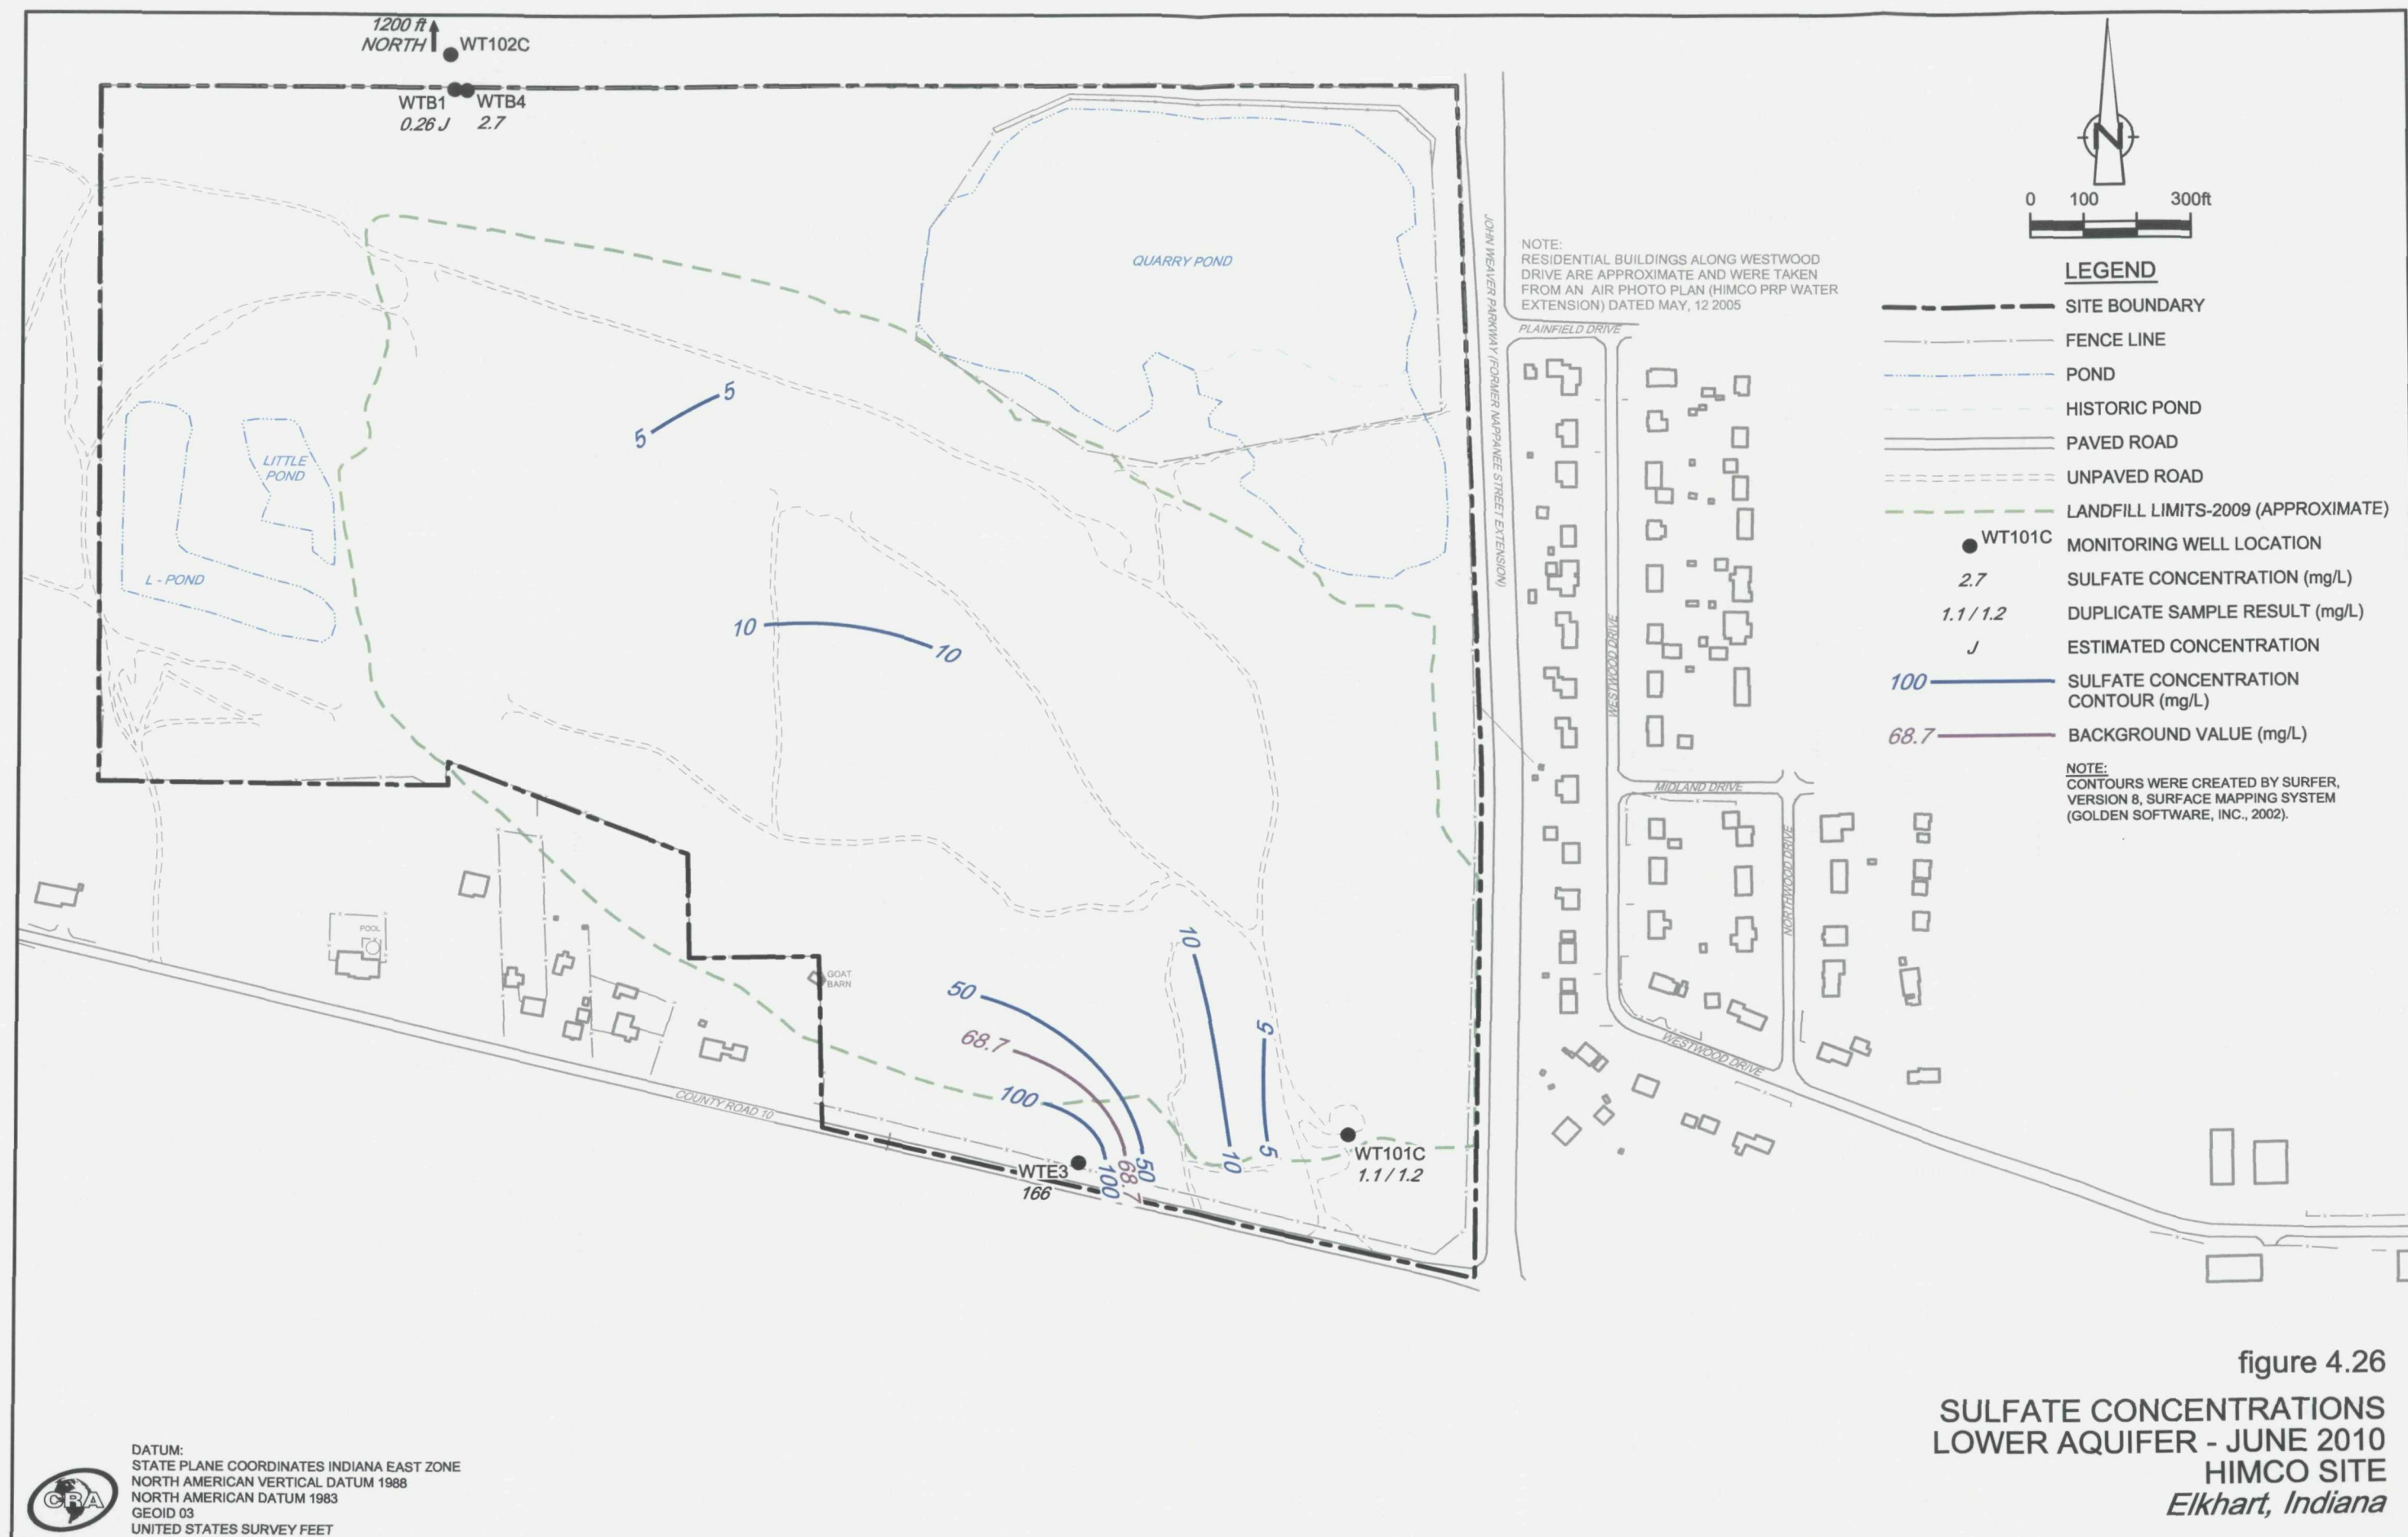 1200 ft
NORTH
WT102C
WTB1
WTB4
0.26 J
2.7
N
0
100
300ft
QUARRY POND
JOHN WEAVER PARKWAY (FORMER NAPPANEE STREET EXTENSION)
NOTE:
RESIDENTIAL BUILDINGS ALONG WESTWOOD
DRIVE ARE APPROXIMATE AND WERE TAKEN
FROM AN AIR PHOTO PLAN (HIMCO PRP WATER
EXTENSION) DATED MAY, 12 2005
PLAINFIELD DRIVE
LEGEND
SITE BOUNDARY
FENCE LINE
POND
HISTORIC POND
PAVED ROAD
UNPAVED ROAD
LANDFILL LIMITS-2009 (APPROXIMATE)
WT101C
MONITORING WELL LOCATION
2.7
SULFATE CONCENTRATION (mg/L)
1.1 / 1.2
DUPLICATE SAMPLE RESULT (mg/L)
J
ESTIMATED CONCENTRATION
100
SULFATE CONCENTRATION
CONTOUR (mg/L)
68.7
BACKGROUND VALUE (mg/L)
NOTE:
CONTOURS WERE CREATED BY SURFER,
VERSION 8, SURFACE MAPPING SYSTEM
(GOLDEN SOFTWARE, INC., 2002).
5
5
LITTLE
POND
L - POND
10
10
WESTWOOD DRIVE
MIDLAND DRIVE
NORTHWOOD DRIVE
WESTWOOD DRIVE
POOL
GOAT
BARN
COUNTY ROAD 10
10
50
5
68.7
100
WTE3
166
100
68.7
50
10
5
WT101C
1.1 / 1.2
figure 4.26
SULFATE CONCENTRATIONS
LOWER AQUIFER - JUNE 2010
HIMCO SITE
Elkhart, Indiana
CRA
DATUM:
STATE PLANE COORDINATES INDIANA EAST ZONE
NORTH AMERICAN VERTICAL DATUM 1988
NORTH AMERICAN DATUM 1983
GEOID 03
UNITED STATES SURVEY FEET